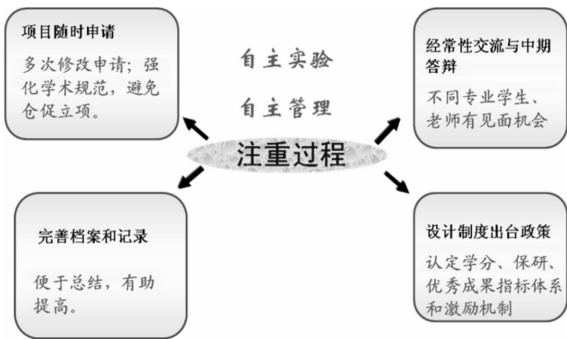 项目随时申请
多次修改申请；强
化学术规范，避免
仓促立项。
自主实验
自主管理
经常性交流与中期
答辩
不同专业学生、
老师有见面机会
注重过程
完善档案和记录
便于总结，有助
提高。
设计制度出台政策
认定学分、保研、
优秀成果指标体系
和激励机制